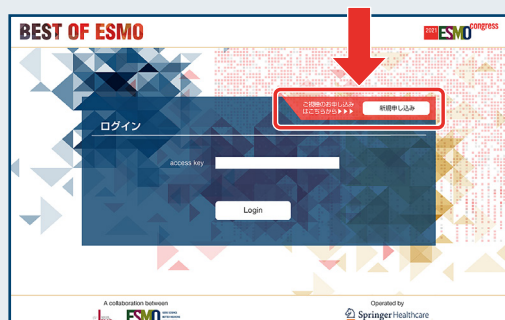 BEST OF ESMO
2021 ESMO congress
ご視聴のお申し込み
はこちらから▶▶▶
新規申し込み
ログイン
access key
Login
A collaboration between
Operated by
ESMO
Springer Healthcare